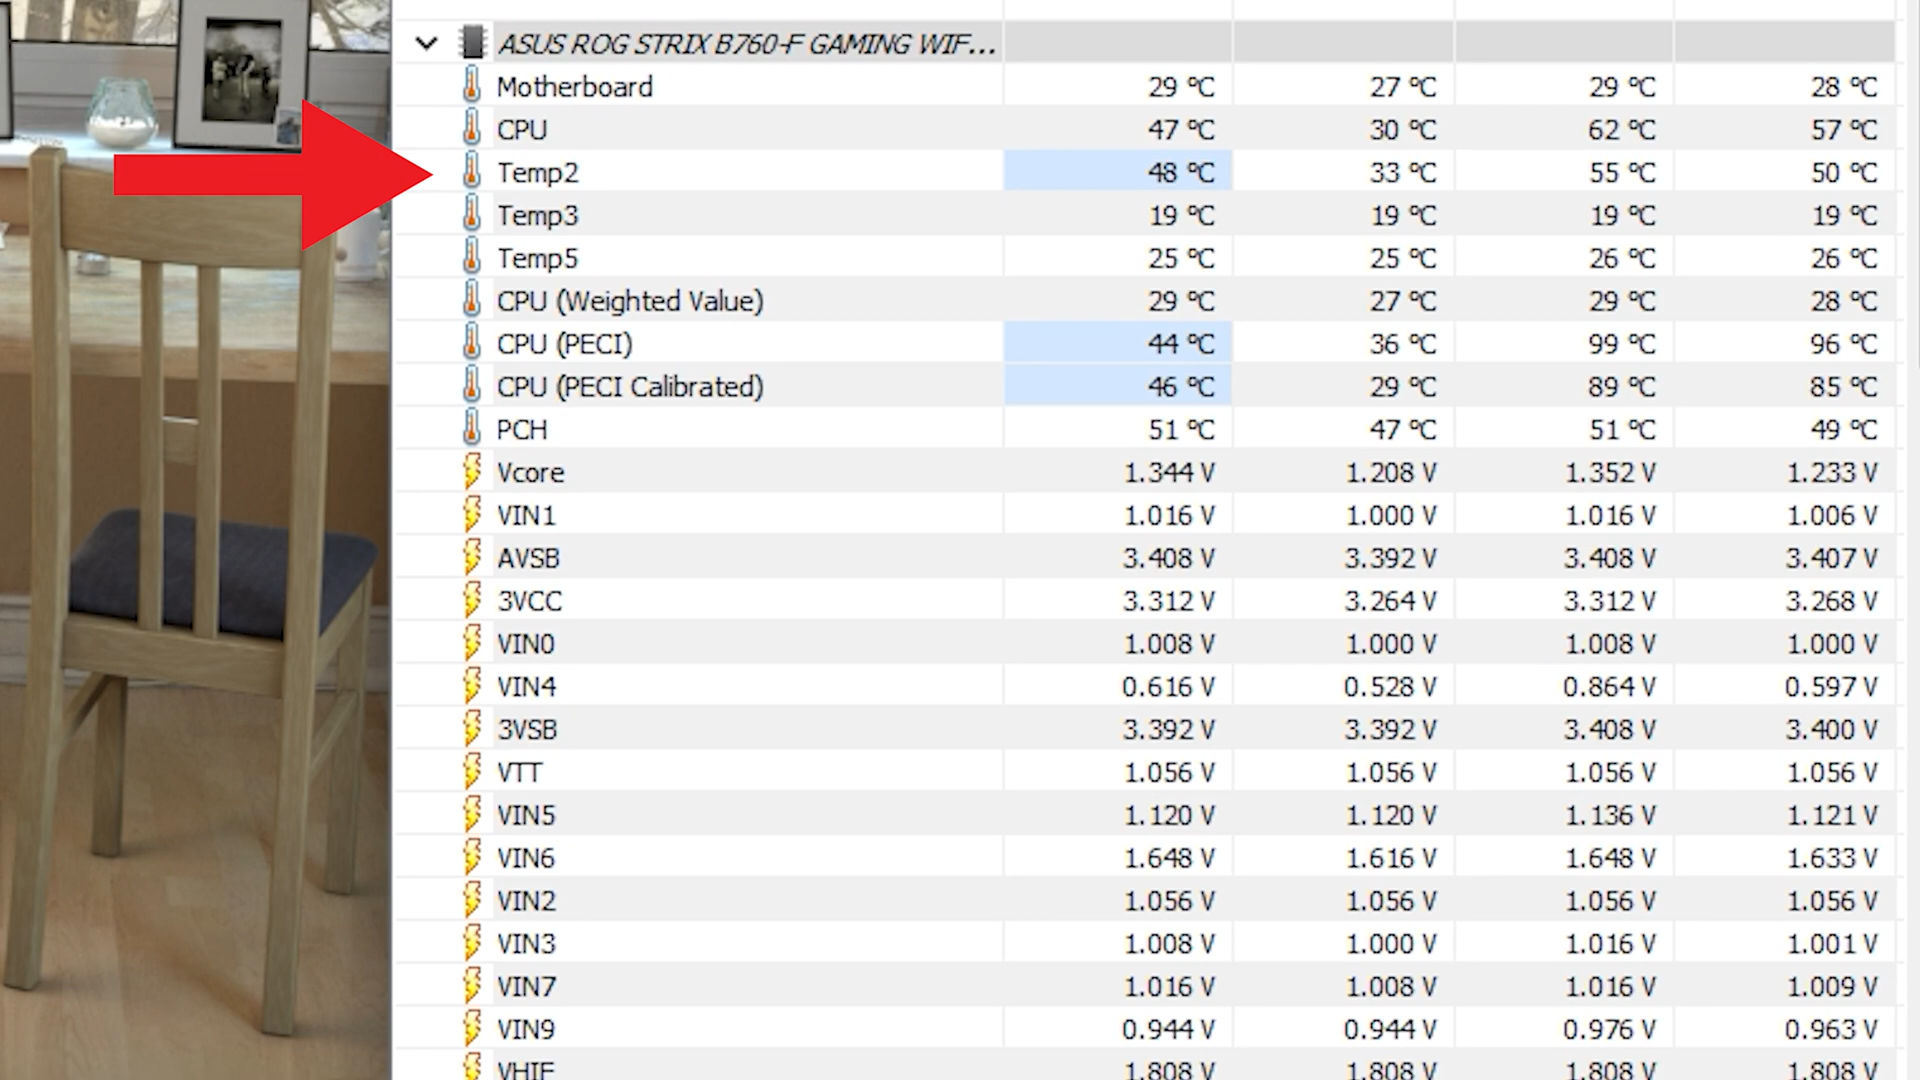 ASUS ROG STRIX B760-F GAMING WIF...
Motherboard 29 °C 27 °C 29 °C 28 °C
CPU 47 °C 30 °C 62 °C 57 °C
Temp2 48 °C 33 °C 55 °C 50 °C
Temp3 19 °C 19 °C 19 °C 19 °C
Temp5 25 °C 25 °C 26 °C 26 °C
CPU (Weighted Value) 29 °C 27 °C 29 °C 28 °C
CPU (PECI) 44 °C 36 °C 99 °C 96 °C
CPU (PECI Calibrated) 46 °C 29 °C 89 °C 85 °C
PCH 51 °C 47 °C 51 °C 49 °C
Vcore 1.344 V 1.208 V 1.352 V 1.233 V
VIN1 1.016 V 1.000 V 1.016 V 1.006 V
AVSB 3.408 V 3.392 V 3.408 V 3.407 V
3VCC 3.312 V 3.264 V 3.312 V 3.268 V
VIN0 1.008 V 1.000 V 1.008 V 1.000 V
VIN4 0.616 V 0.528 V 0.864 V 0.597 V
3VSB 3.392 V 3.392 V 3.408 V 3.400 V
VTT 1.056 V 1.056 V 1.056 V 1.056 V
VIN5 1.120 V 1.120 V 1.136 V 1.121 V
VIN6 1.648 V 1.616 V 1.648 V 1.633 V
VIN2 1.056 V 1.056 V 1.056 V 1.056 V
VIN3 1.008 V 1.000 V 1.016 V 1.001 V
VIN7 1.016 V 1.008 V 1.016 V 1.009 V
VIN9 0.944 V 0.944 V 0.976 V 0.963 V
VHIF 1.808 V 1.808 V 1.808 V 1.808 V